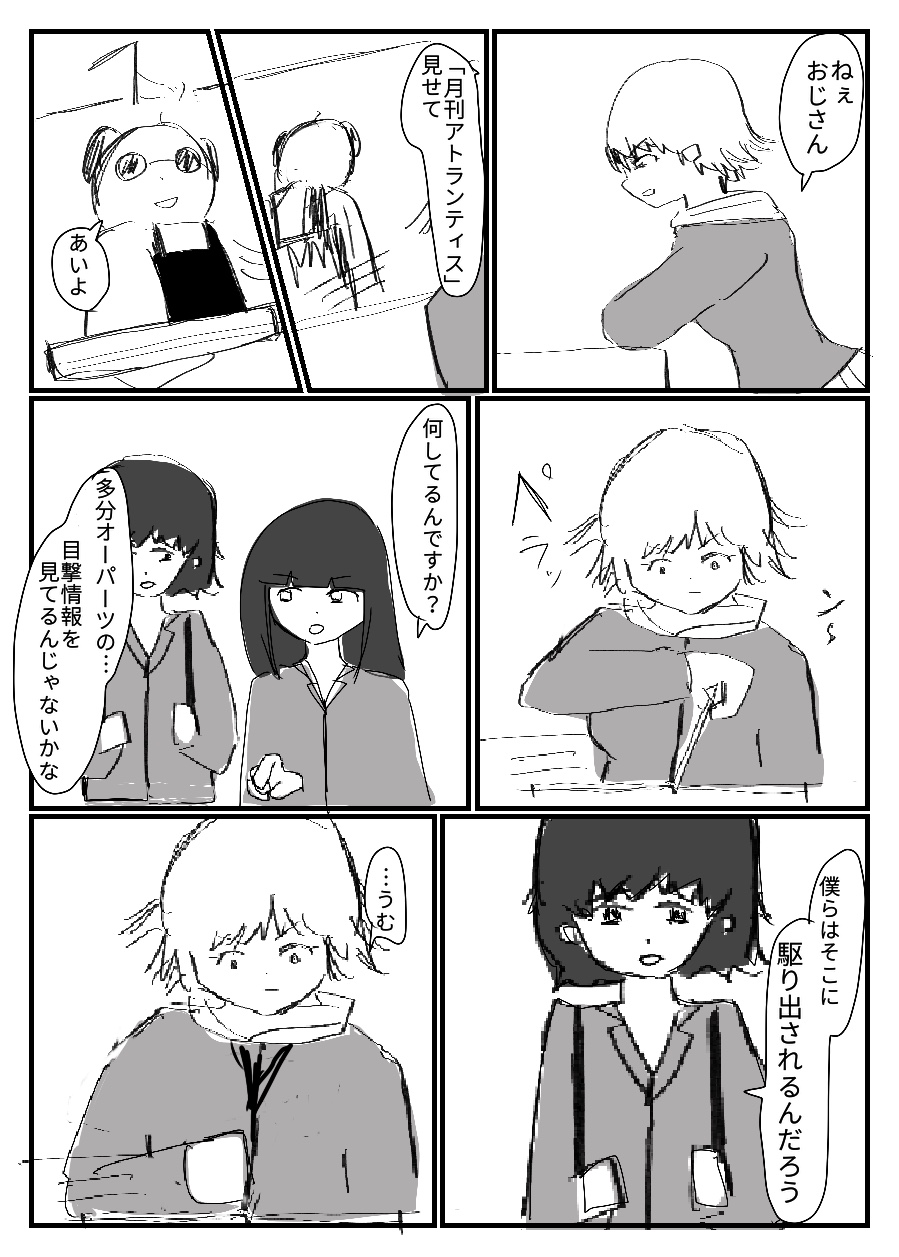 ねぇ
おじさん
「月刊アトランティス」
見せて
あいよ
何してるんですか？
多分オーパーツの…
目撃情報を
見てるんじゃないかな
僕らはそこに
駆り出されるんだろう
…うむ